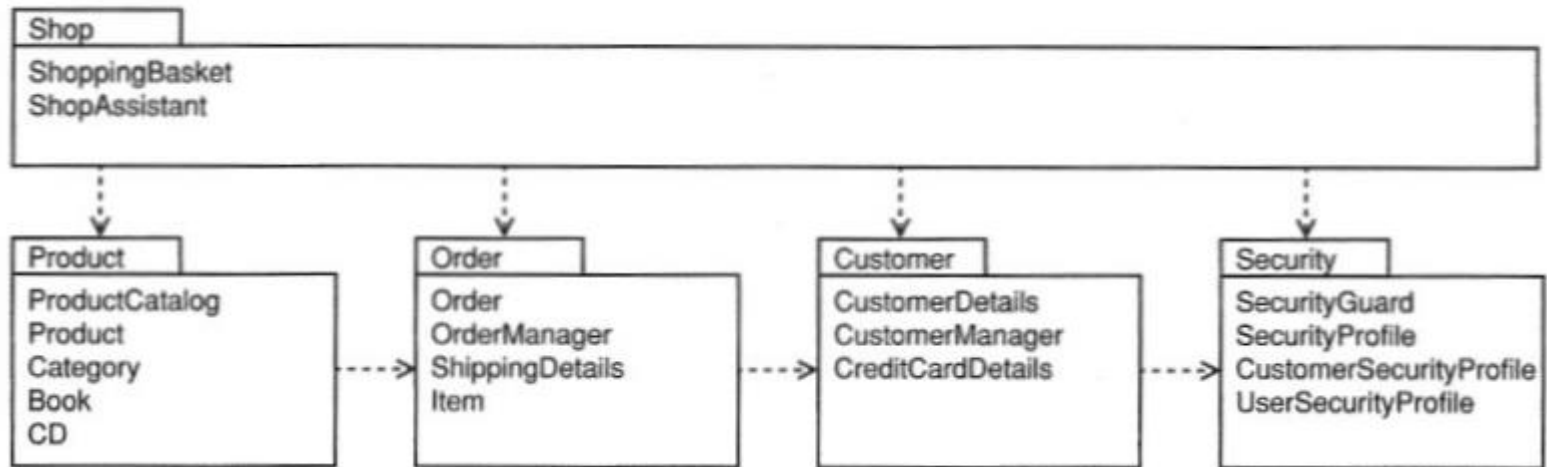 Shop
ShoppingBasket
ShopAssistant
Product
ProductCatalog
Product
Category
Book
CD
Order
Order
OrderManager
ShippingDetails
Item
Customer
CustomerDetails
CustomerManager
CreditCardDetails
Security
SecurityGuard
SecurityProfile
CustomerSecurityProfile
UserSecurityProfile